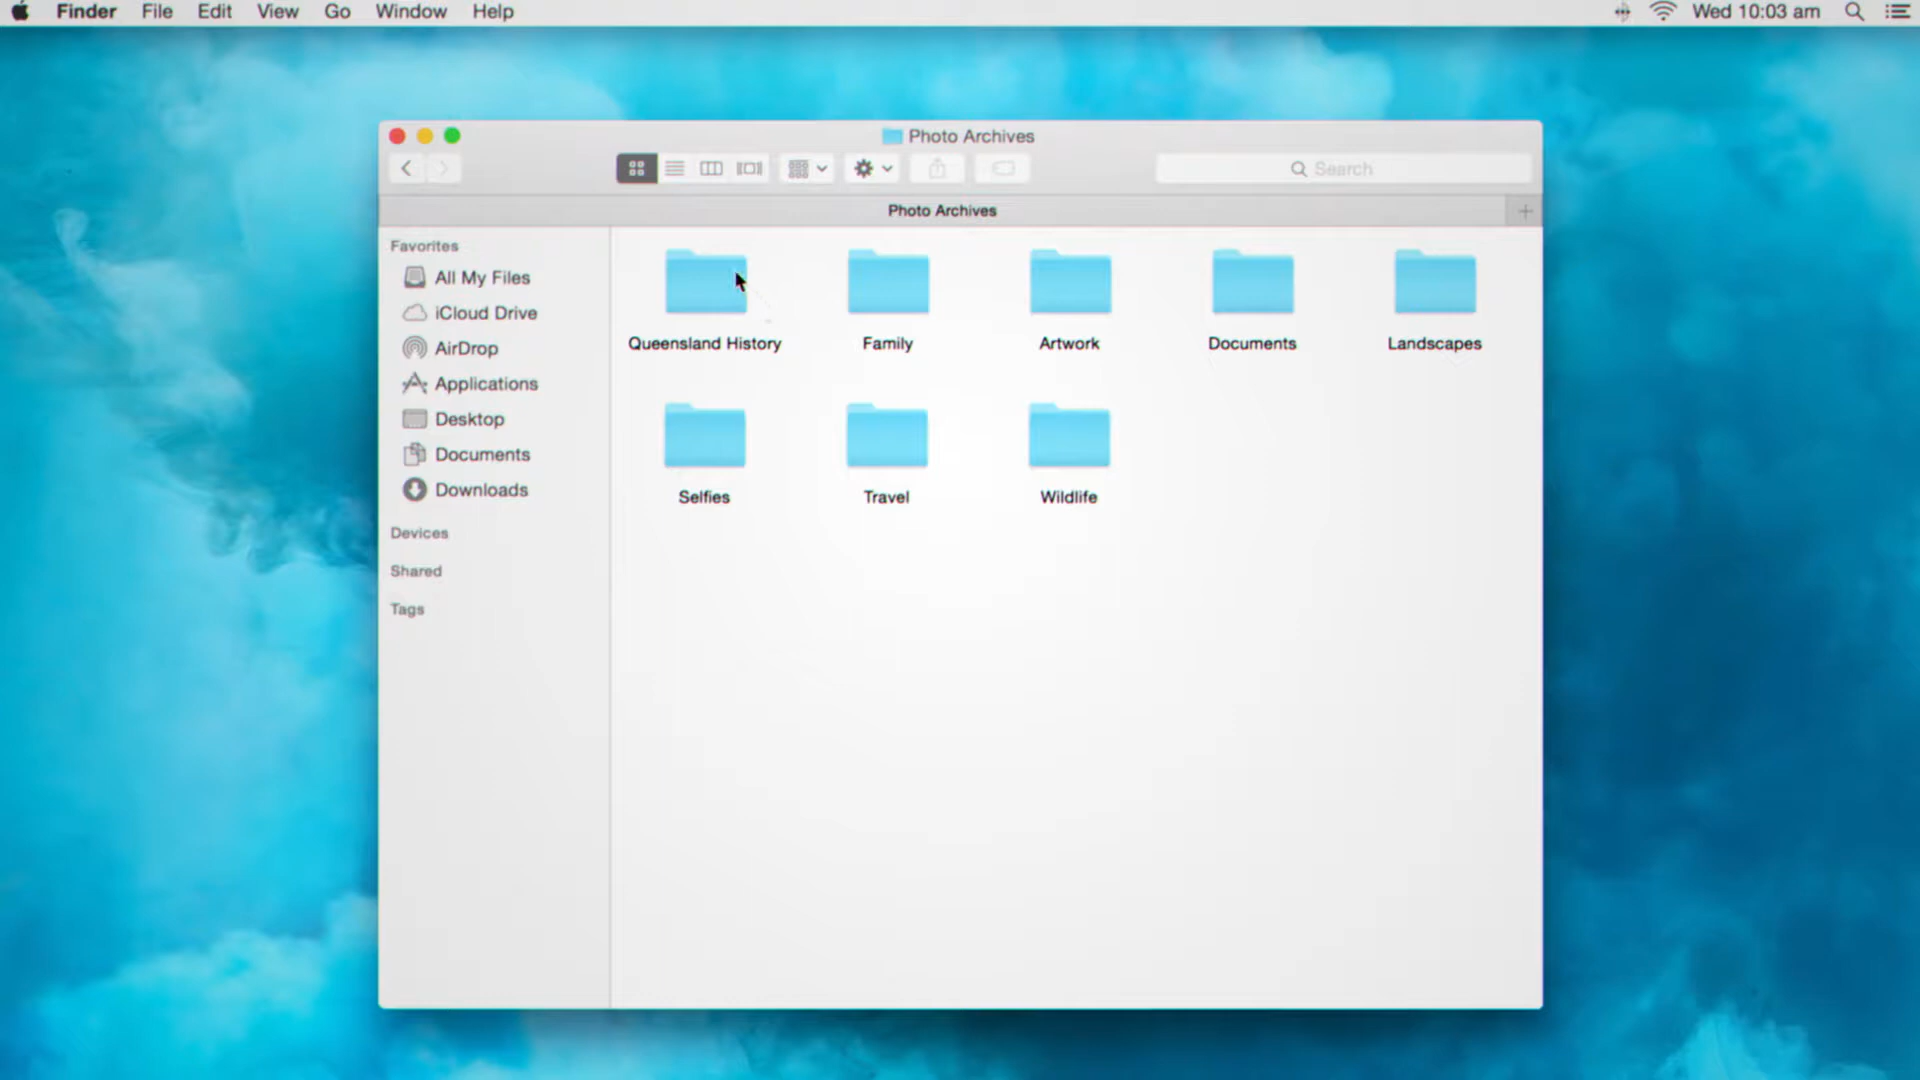 Finder File Edit View Go Window Help Wed 10:03 am
Photo Archives
Search
Photo Archives
Favorites
All My Files
iCloud Drive
AirDrop
Applications
Desktop
Documents
Downloads
Devices
Shared
Tags
Queensland History Family Artwork Documents Landscapes
Selfies Travel Wildlife